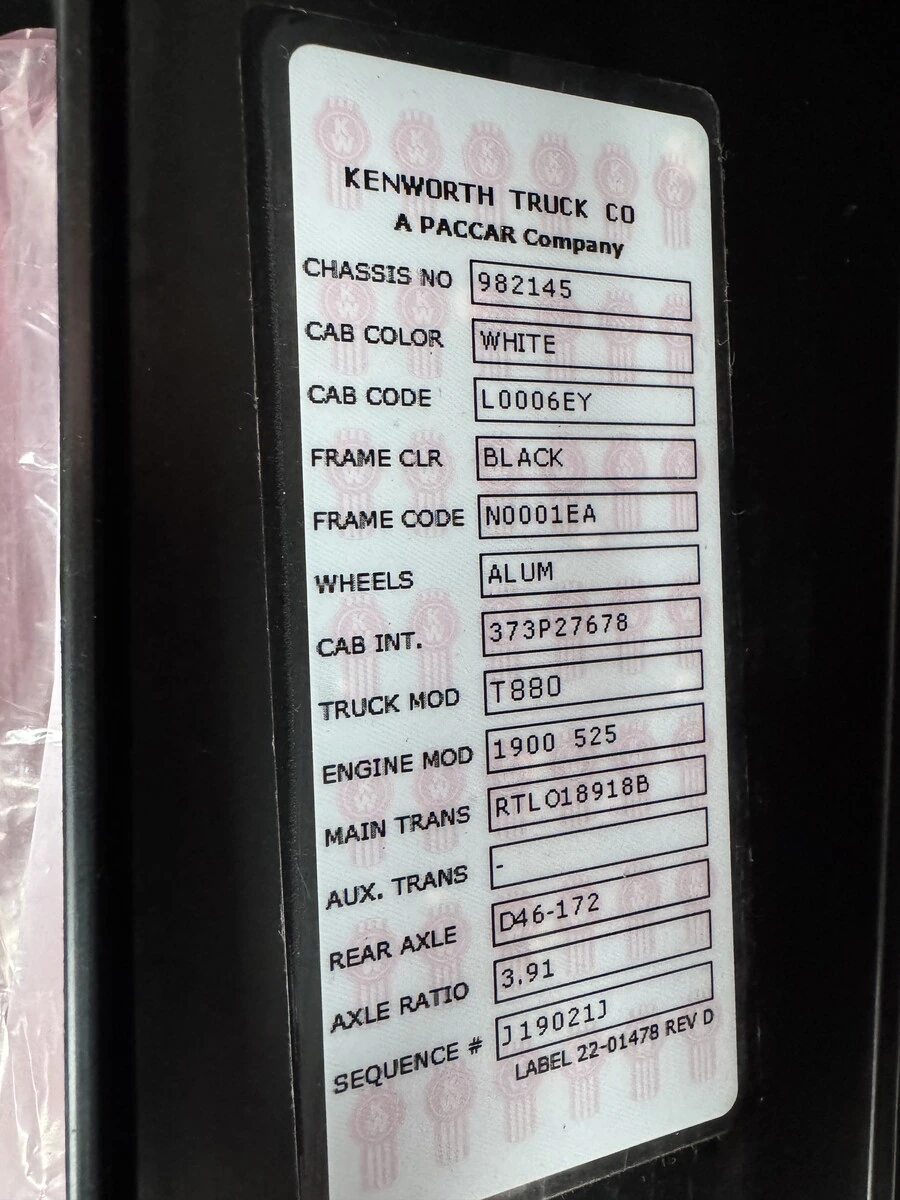 KENWORTH TRUCK CO
A PACCAR Company
CHASSIS NO 982145
CAB COLOR WHITE
CAB CODE L0006EY
FRAME CLR BLACK
FRAME CODE N0001EA
WHEELS ALUM
CAB INT. 373P27678
TRUCK MOD T880
ENGINE MOD 1900 525
MAIN TRANS RTLO18918B
AUX. TRANS -
REAR AXLE D46-172
AXLE RATIO 3.91
SEQUENCE # J19021J
LABEL 22-01478 REV D